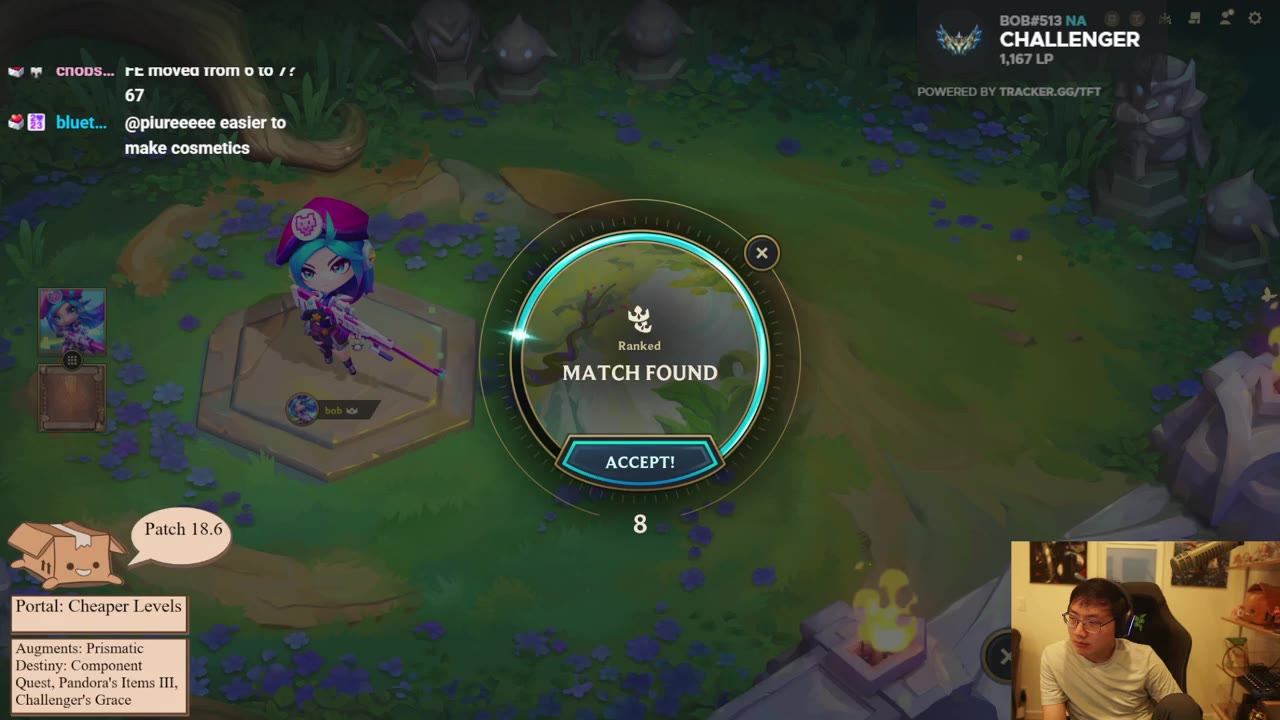 BOB#513 NA
CHALLENGER
1,167 LP
POWERED BY TRACKER.GG/TFT
chobs... FE moved from 6 to 7?
67
bluet... @piureeeee easier to
make cosmetics
Ranked
MATCH FOUND
ACCEPT!
8
bob
Patch 18.6
Portal: Cheaper Levels
Augments: Prismatic
Destiny: Component
Quest, Pandora's Items III,
Challenger's Grace